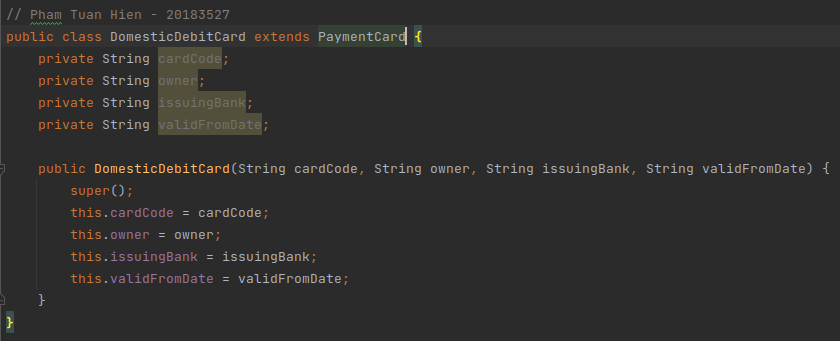 // Pham Tuan Hien - 20183527
public class DomesticDebitCard extends PaymentCard {
    private String cardCode;
    private String owner;
    private String issuingBank;
    private String validFromDate;

    public DomesticDebitCard(String cardCode, String owner, String issuingBank, String validFromDate) {
        super();
        this.cardCode = cardCode;
        this.owner = owner;
        this.issuingBank = issuingBank;
        this.validFromDate = validFromDate;
    }
}